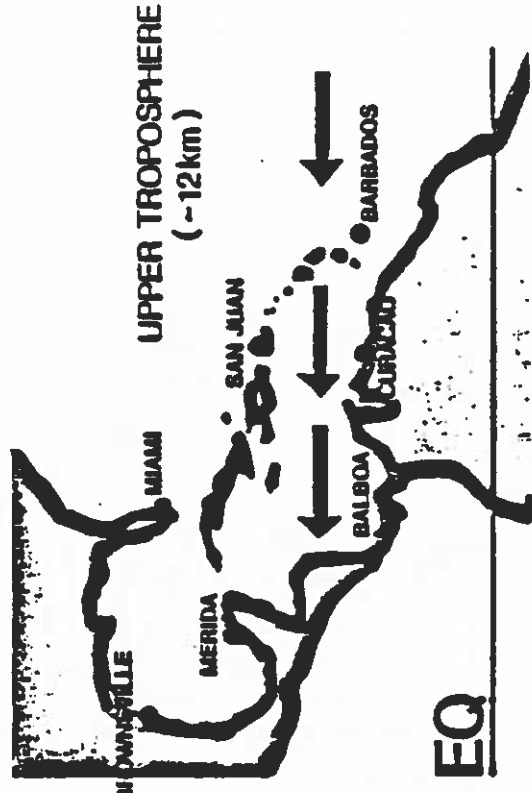 UPPER TROPOSPHERE
(~12km)
MIAMI
SAN JUAN
MERIDA
BARBADOS
CURACAO
BALBOA
EQ